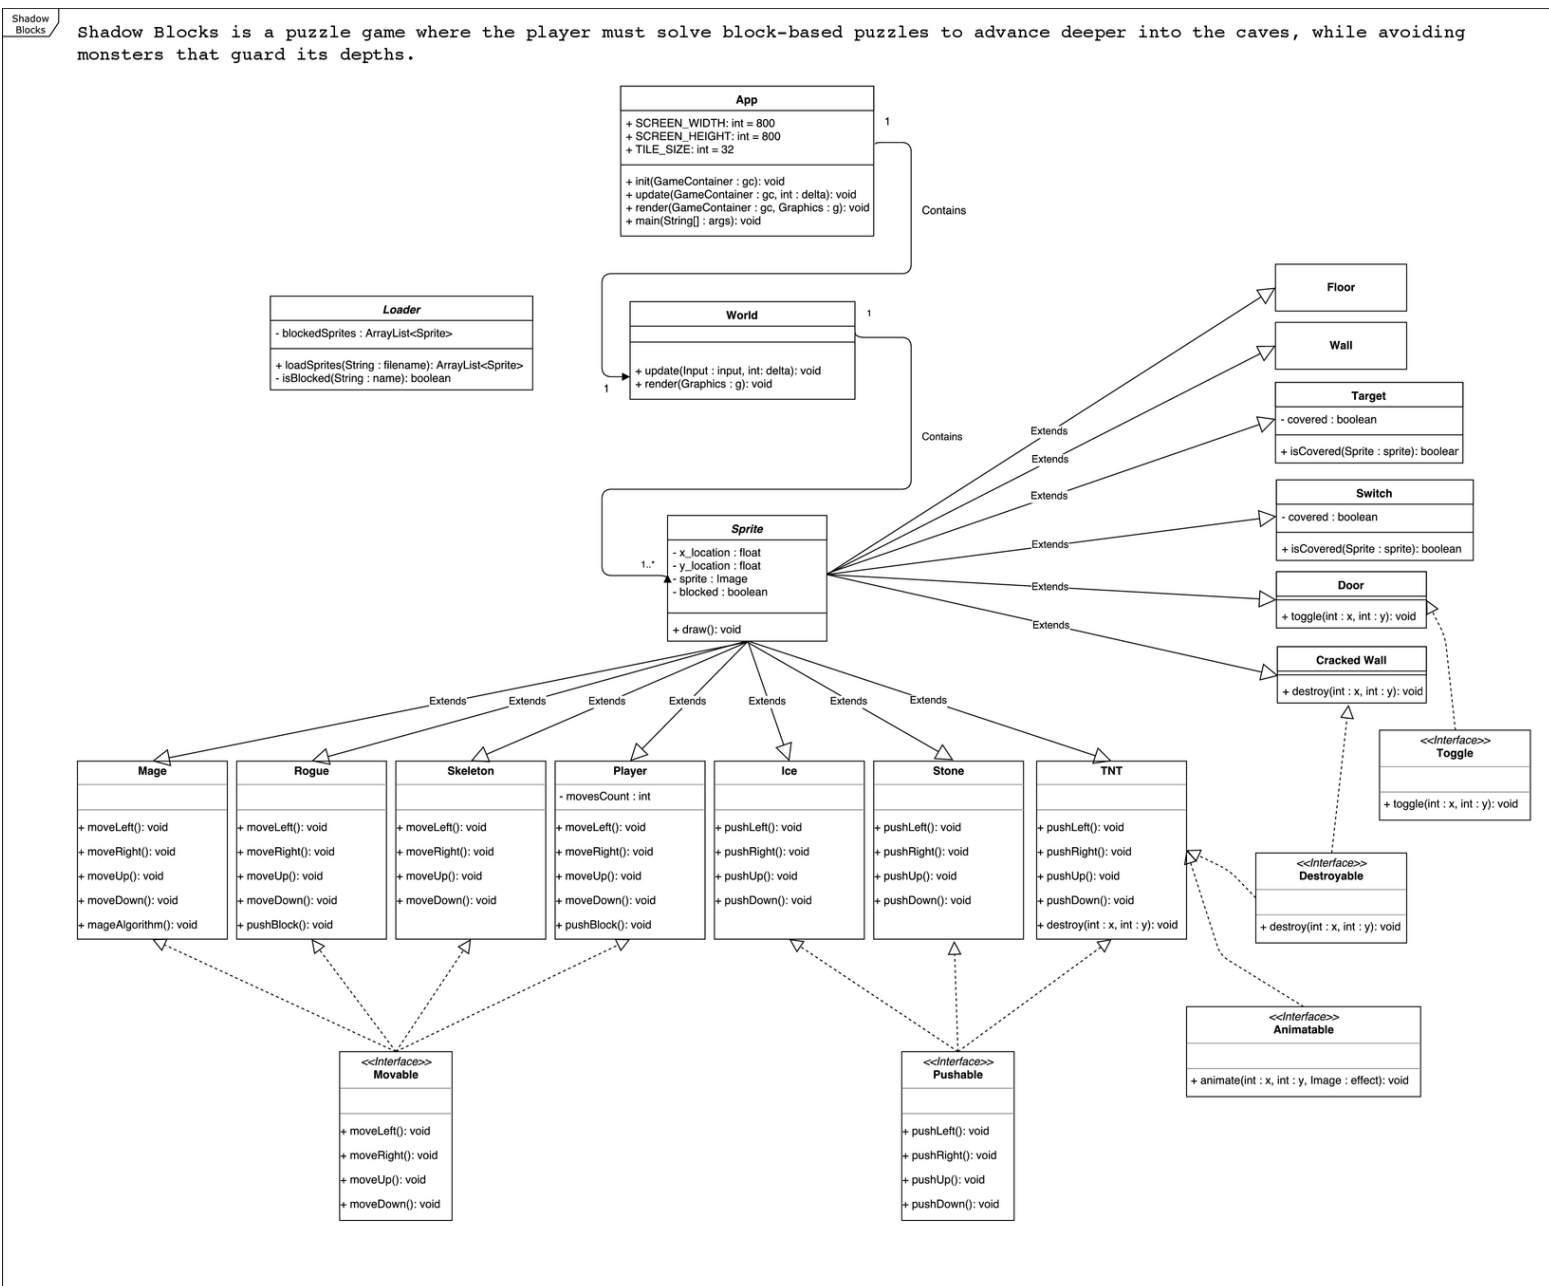 Shadow
Blocks
Shadow Blocks is a puzzle game where the player must solve block-based puzzles to advance deeper into the caves, while avoiding
monsters that guard its depths.
App
+ SCREEN_WIDTH: int = 800
+ SCREEN_HEIGHT: int = 800
+ TILE_SIZE: int = 32
+ init(GameContainer : gc): void
+ update(GameContainer : gc, int : delta): void
+ render(GameContainer : gc, Graphics : g): void
+ main(String[] : args): void
1
Contains
1
Loader
- blockedSprites : ArrayList<Sprite>
+ loadSprites(String : filename): ArrayList<Sprite>
- isBlocked(String : name): boolean
World
+ update(Input : input, int: delta): void
+ render(Graphics : g): void
1
Contains
1..*
Sprite
- x_location : float
- y_location : float
- sprite : Image
- blocked : boolean
+ draw(): void
Extends
Extends
Extends
Extends
Extends
Extends
Floor
Wall
Target
- covered : boolean
+ isCovered(Sprite : sprite): boolear
Switch
- covered : boolean
+ isCovered(Sprite : sprite): boolean
Door
+ toggle(int : x, int : y): void
Cracked Wall
+ destroy(int : x, int : y): void
<<Interface>>
Toggle
+ toggle(int : x, int : y): void
<<Interface>>
Destroyable
+ destroy(int : x, int : y): void
<<Interface>>
Animatable
+ animate(int : x, int : y, Image : effect): void
Extends
Extends
Extends
Extends
Extends
Extends
Extends
Mage
+ moveLeft(): void
+ moveRight(): void
+ moveUp(): void
+ moveDown(): void
+ mageAlgorithm(): void
Rogue
+ moveLeft(): void
+ moveRight(): void
+ moveUp(): void
+ moveDown(): void
+ pushBlock(): void
Skeleton
+ moveLeft(): void
+ moveRight(): void
+ moveUp(): void
+ moveDown(): void
Player
- movesCount : int
+ moveLeft(): void
+ moveRight(): void
+ moveUp(): void
+ moveDown(): void
+ pushBlock(): void
Ice
+ pushLeft(): void
+ pushRight(): void
+ pushUp(): void
+ pushDown(): void
Stone
+ pushLeft(): void
+ pushRight(): void
+ pushUp(): void
+ pushDown(): void
TNT
+ pushLeft(): void
+ pushRight(): void
+ pushUp(): void
+ pushDown(): void
+ destroy(int : x, int : y): void
<<Interface>>
Movable
+ moveLeft(): void
+ moveRight(): void
+ moveUp(): void
+ moveDown(): void
<<Interface>>
Pushable
+ pushLeft(): void
+ pushRight(): void
+ pushUp(): void
+ pushDown(): void